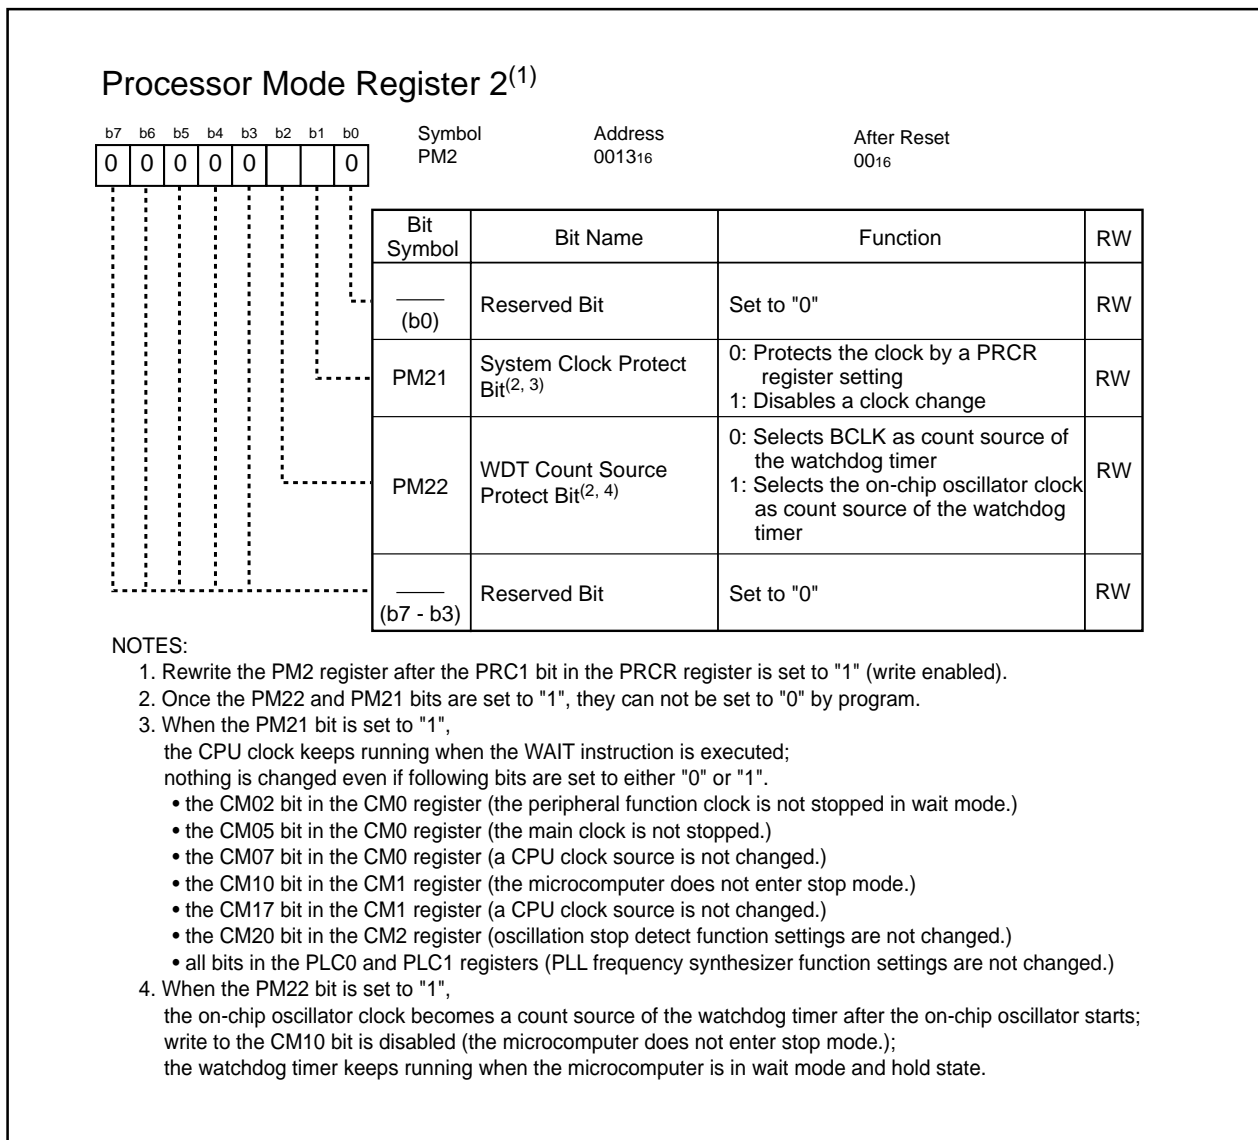 Processor Mode Register 2(1)
b7 b6 b5 b4 b3 b2 b1 b0
0 0 0 0 0 0
Symbol Address After Reset
PM2 001316 0016
Bit Symbol Bit Name Function RW
(b0) Reserved Bit Set to "0" RW
PM21 System Clock Protect Bit(2, 3) RW
0: Protects the clock by a PRCR
register setting
1: Disables a clock change
PM22 WDT Count Source Protect Bit(2, 4) RW
0: Selects BCLK as count source of
the watchdog timer
1: Selects the on-chip oscillator clock
as count source of the watchdog
timer
(b7 - b3) Reserved Bit Set to "0" RW
NOTES:
1. Rewrite the PM2 register after the PRC1 bit in the PRCR register is set to "1" (write enabled).
2. Once the PM22 and PM21 bits are set to "1", they can not be set to "0" by program.
3. When the PM21 bit is set to "1",
the CPU clock keeps running when the WAIT instruction is executed;
nothing is changed even if following bits are set to either "0" or "1".
• the CM02 bit in the CM0 register (the peripheral function clock is not stopped in wait mode.)
• the CM05 bit in the CM0 register (the main clock is not stopped.)
• the CM07 bit in the CM0 register (a CPU clock source is not changed.)
• the CM10 bit in the CM1 register (the microcomputer does not enter stop mode.)
• the CM17 bit in the CM1 register (a CPU clock source is not changed.)
• the CM20 bit in the CM2 register (oscillation stop detect function settings are not changed.)
• all bits in the PLC0 and PLC1 registers (PLL frequency synthesizer function settings are not changed.)
4. When the PM22 bit is set to "1",
the on-chip oscillator clock becomes a count source of the watchdog timer after the on-chip oscillator starts;
write to the CM10 bit is disabled (the microcomputer does not enter stop mode.);
the watchdog timer keeps running when the microcomputer is in wait mode and hold state.